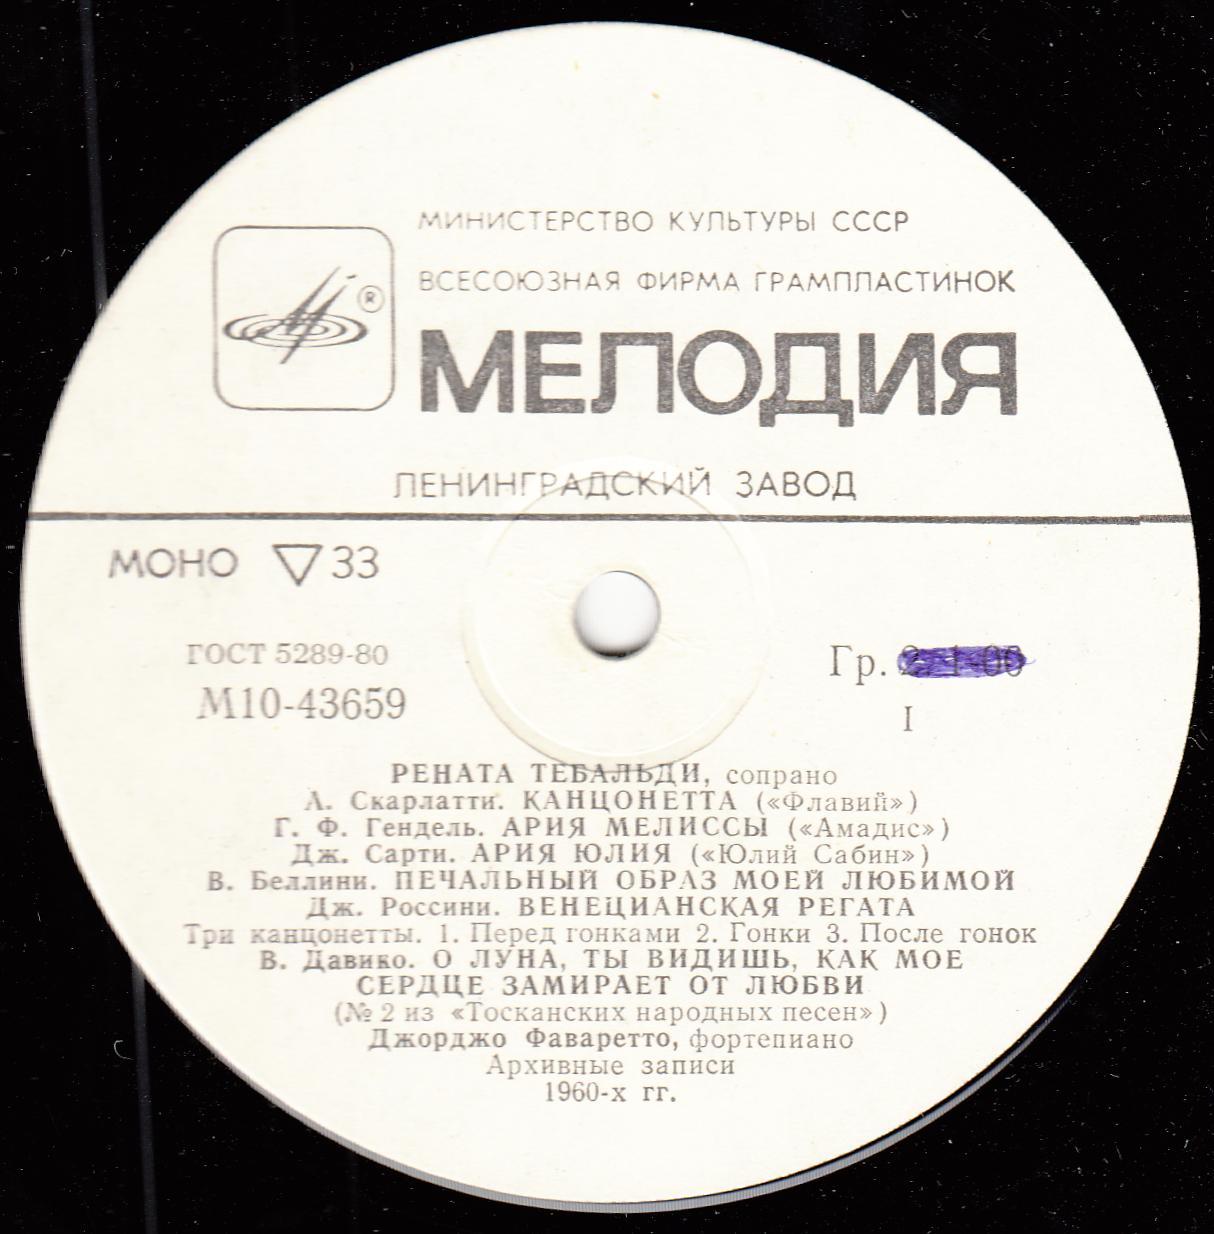 МИНИСТЕРСТВО КУЛЬТУРЫ СССР
ВСЕСОЮЗНАЯ ФИРМА ГРАМПЛАСТИНОК
®
МЕЛОДИЯ
ЛЕНИНГРАДСКИЙ ЗАВОД
МОНО ▽33
ГОСТ 5289-80
М10-43659
Гр.
I
РЕНАТА ТЕБАЛЬДИ, сопрано
А. Скарлатти. КАНЦОНЕТТА («Флавий»)
Г. Ф. Гендель. АРИЯ МЕЛИССЫ («Амадис»)
Дж. Сарти. АРИЯ ЮЛИЯ («Юлий Сабин»)
В. Беллини. ПЕЧАЛЬНЫЙ ОБРАЗ МОЕЙ ЛЮБИМОЙ
Дж. Россини. ВЕНЕЦИАНСКАЯ РЕГАТА
Три канцонетты. 1. Перед гонками 2. Гонки 3. После гонок
В. Давико. О ЛУНА, ТЫ ВИДИШЬ, КАК МОЕ
СЕРДЦЕ ЗАМИРАЕТ ОТ ЛЮБВИ
(№ 2 из «Тосканских народных песен»)
Джорджо Фаваретто, фортепиано
Архивные записи
1960-х гг.